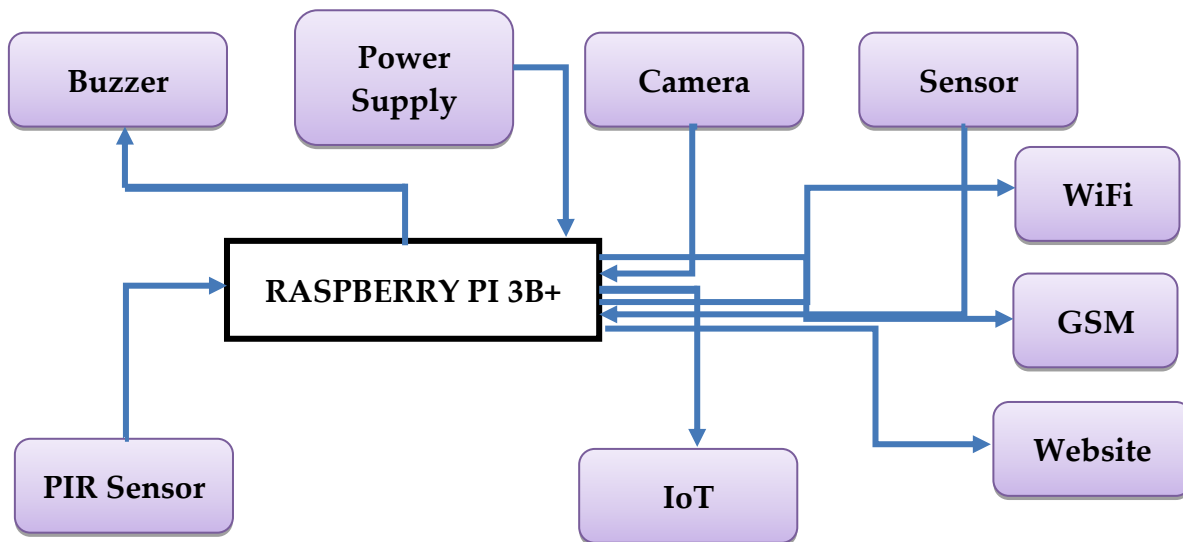 Buzzer
Power
Supply
Camera
Sensor
WiFi
RASPBERRY PI 3B+
GSM
Website
PIR Sensor
IoT